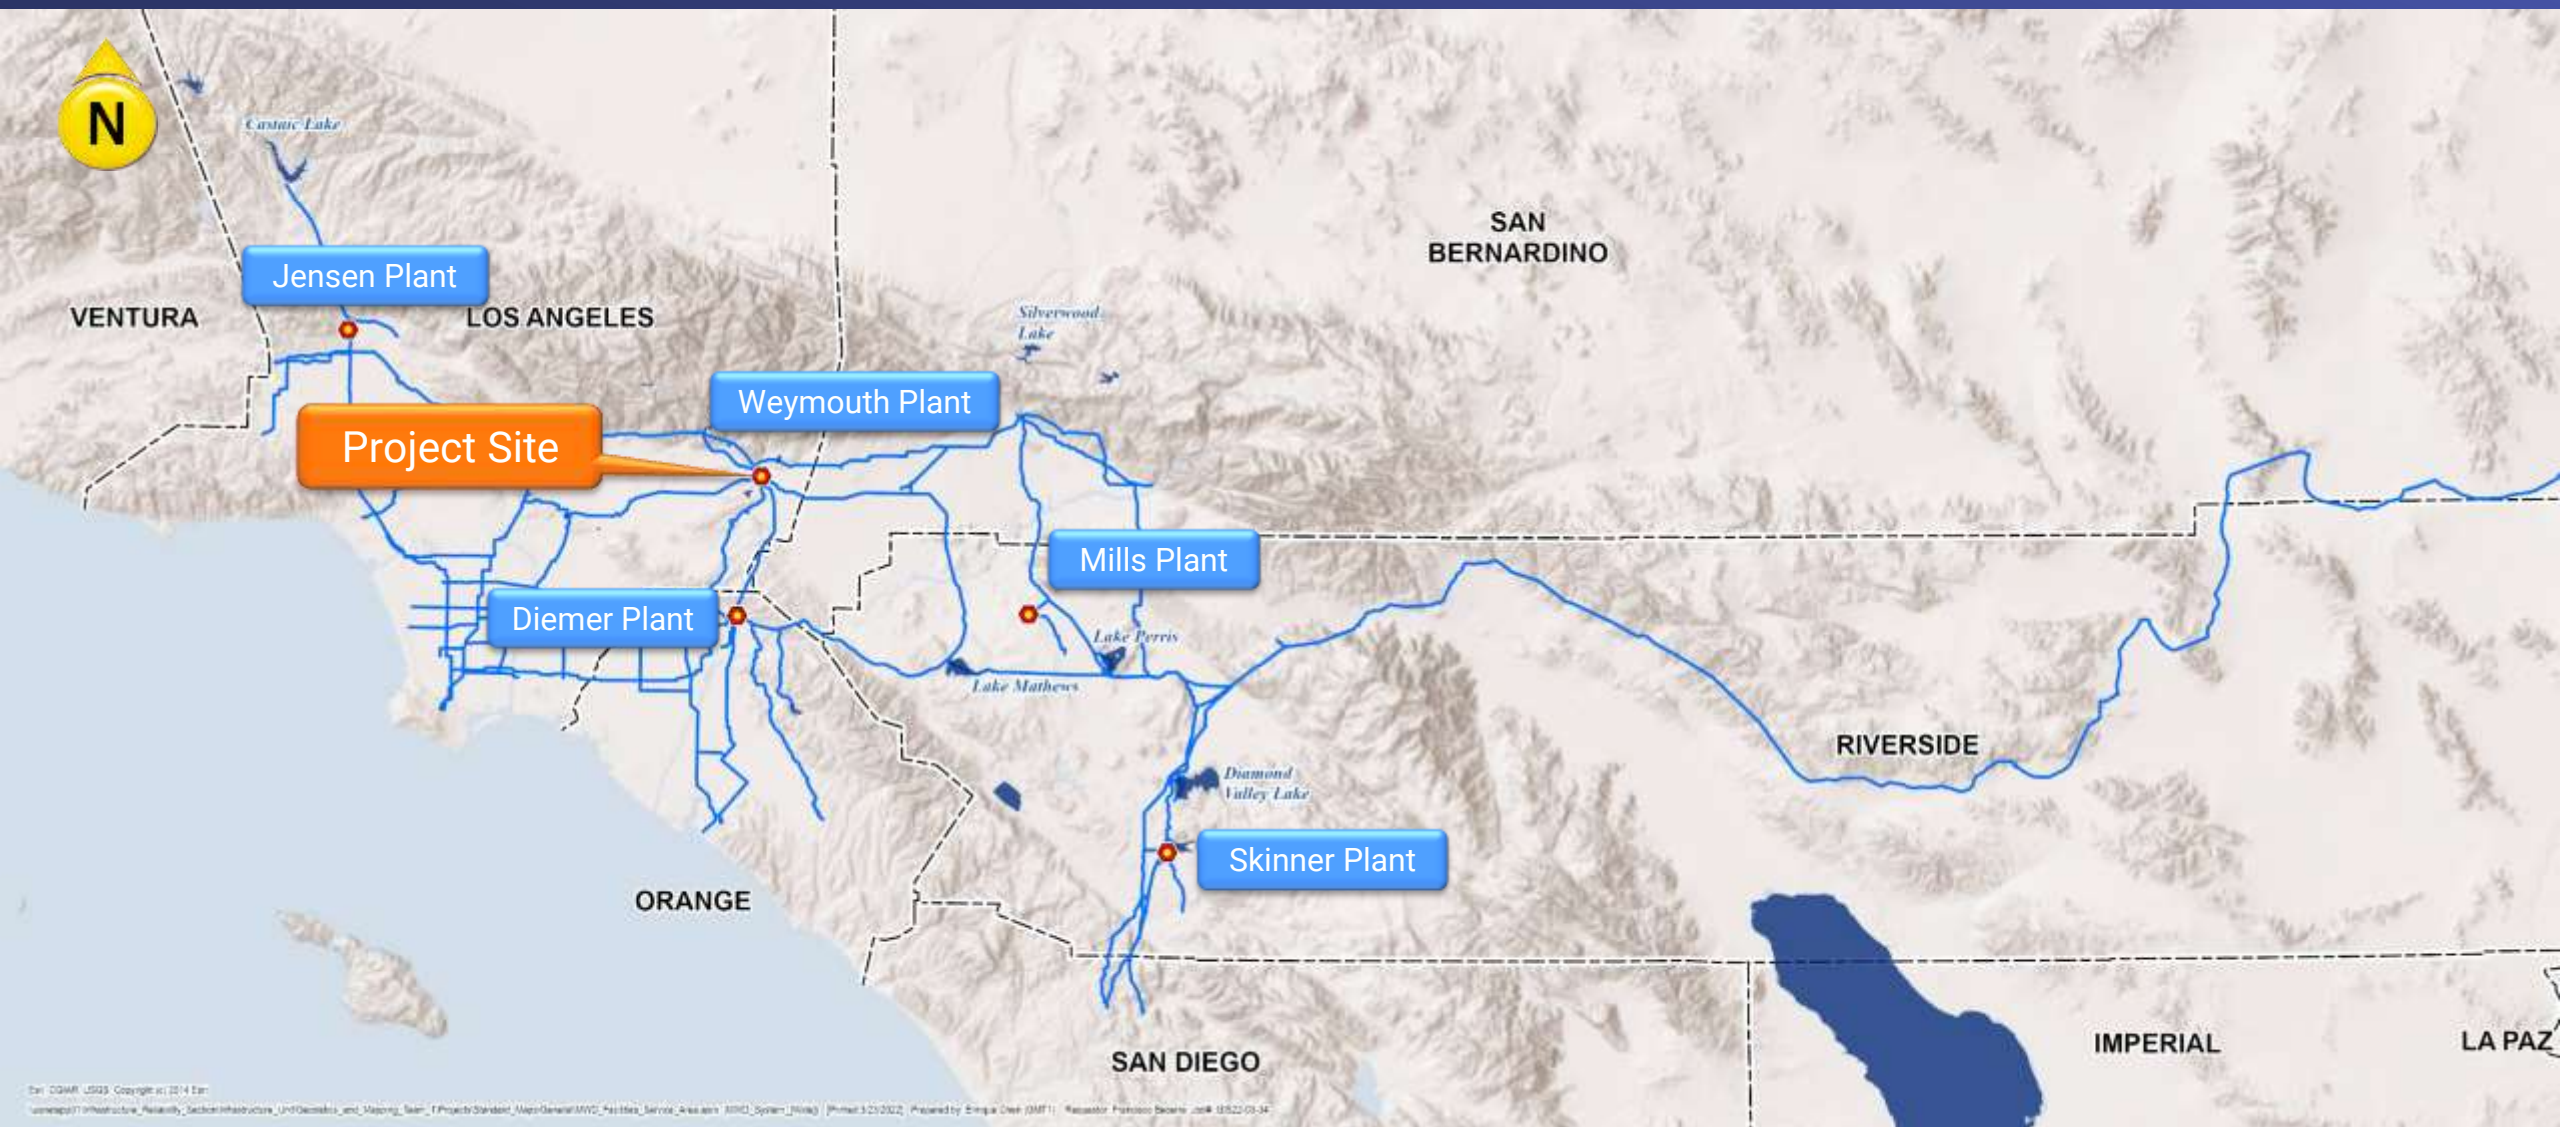 N
Castaic Lake
SAN
BERNARDINO
Jensen Plant
VENTURA
LOS ANGELES
Silverwood
Lake
Weymouth Plant
Project Site
Mills Plant
Diemer Plant
Lake Perris
Lake Mathews
RIVERSIDE
Diamond
Valley Lake
Skinner Plant
ORANGE
IMPERIAL
LA PAZ
SAN DIEGO